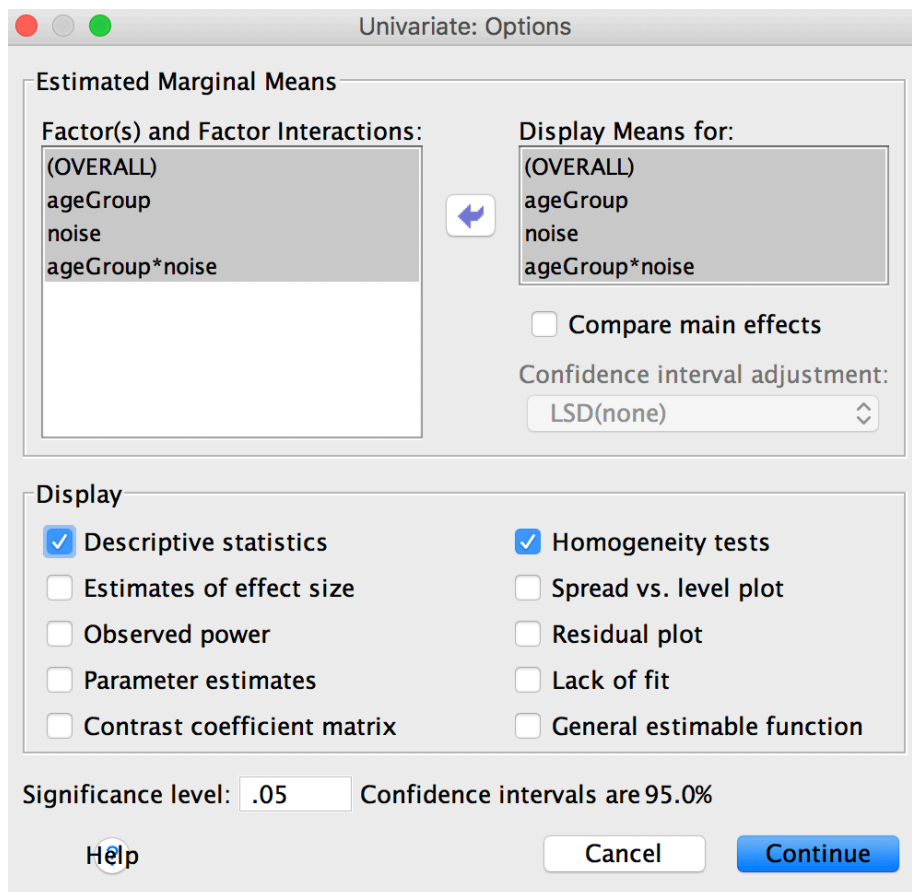 Univariate: Options
Estimated Marginal Means
Factor(s) and Factor Interactions:
(OVERALL)
ageGroup
noise
ageGroup*noise
Display Means for:
(OVERALL)
ageGroup
noise
ageGroup*noise
Compare main effects
Confidence interval adjustment:
LSD(none)
Display
Descriptive statistics
Estimates of effect size
Observed power
Parameter estimates
Contrast coefficient matrix
Homogeneity tests
Spread vs. level plot
Residual plot
Lack of fit
General estimable function
Significance level: .05 Confidence intervals are 95.0%
Help
Cancel
Continue